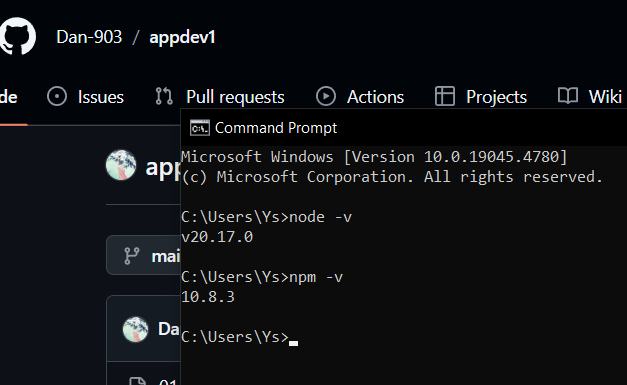 Dan-903 / appdev1
de Issues Pull requests Actions Projects Wiki
Command Prompt
Microsoft Windows [Version 10.0.19045.4780]
(c) Microsoft Corporation. All rights reserved.
app
C:\Users\Ys>node -v
v20.17.0
mai
C:\Users\Ys>npm -v
10.8.3
Da
C:\Users\Ys>
01